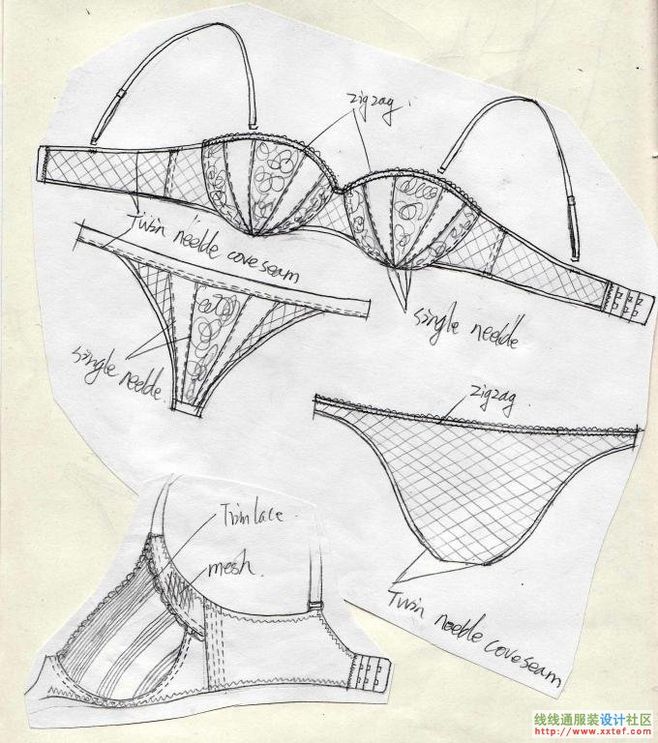 zigzag.
Twin needle coveseam
single needle
single needle.
zigzag.
Trim lace.
mesh.
Twin needle coveseam
线线通服装设计社区
http://www.xxtef.com